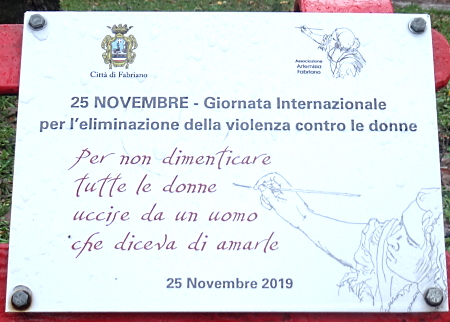 Città di Fabriano
Associazione
Artemisia
Fabriano
25 NOVEMBRE - Giornata Internazionale
per l'eliminazione della violenza contro le donne
Per non dimenticare
tutte le donne
uccise da un uomo
che diceva di amarle
25 Novembre 2019